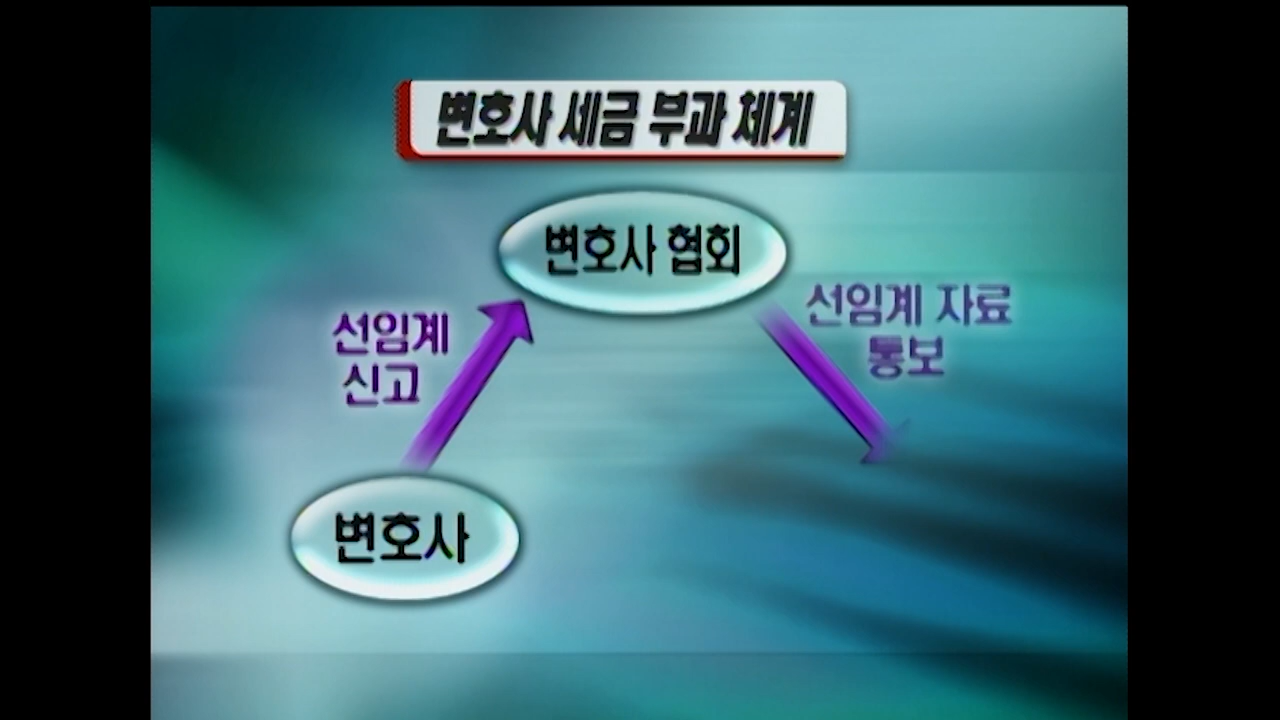 변호사 세금 부과 체계
변호사 협회
선임계 자료
통보
선임계
신고
변호사